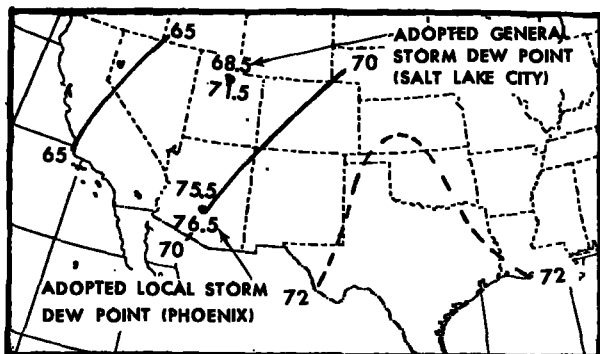 65
ADOPTED GENERAL
68.5
STORM DEW POINT
70
71.5
(SALT LAKE CITY)
65
75.5
76.5
70
72
72
ADOPTED LOCAL STORM
DEW POINT (PHOENIX)